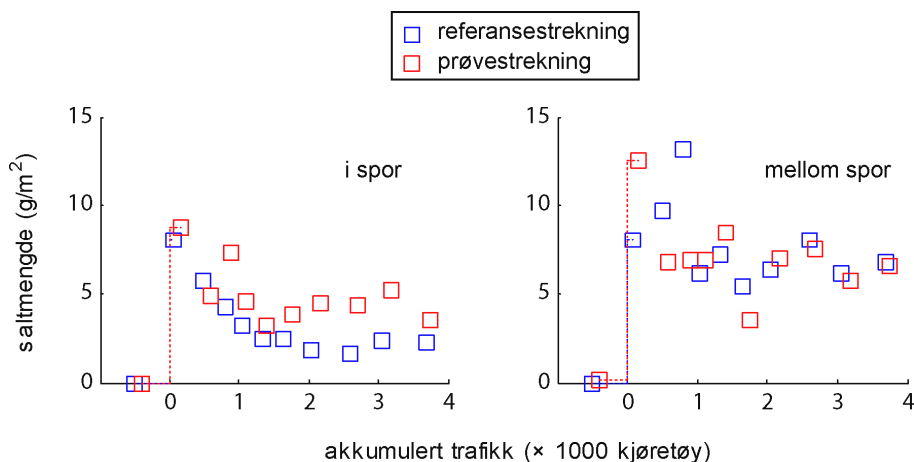 referansestrekning
prøvestrekning
15
10
5
0
0 1 2 3 4
i spor
saltmengde (g/m²)
15
10
5
0
0 1 2 3 4
mellom spor
akkumulert trafikk (× 1000 kjøretøy)